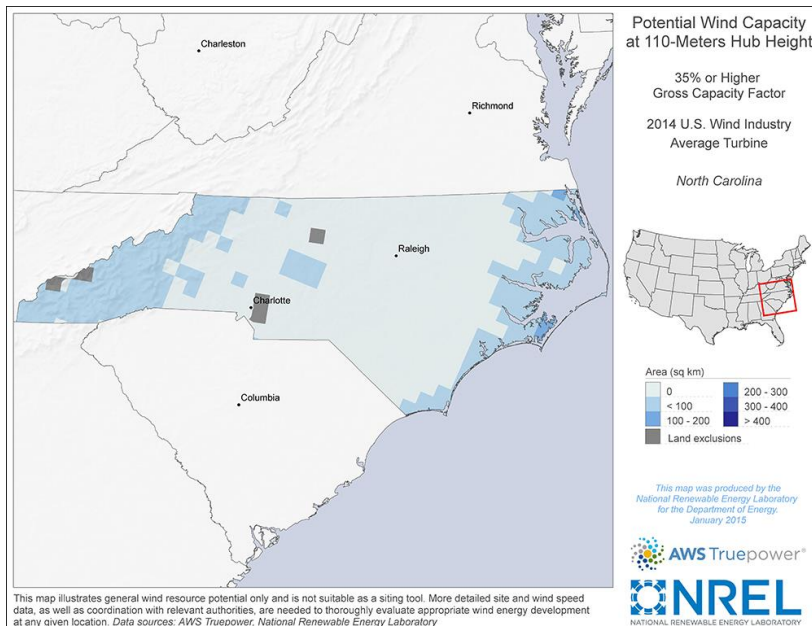 Potential Wind Capacity
at 110-Meters Hub Height
35% or Higher
Gross Capacity Factor
2014 U.S. Wind Industry
Average Turbine
North Carolina
Charleston
Richmond
Raleigh
Charlotte
Columbia
Area (sq km)
0
< 100
100 - 200
200 - 300
300 - 400
> 400
Land exclusions
This map was produced by the
National Renewable Energy Laboratory
for the Department of Energy.
January 2015
AWS Truepower®
NREL
NATIONAL RENEWABLE ENERGY LABORATORY
This map illustrates general wind resource potential only and is not suitable as a siting tool. More detailed site and wind speed
data, as well as coordination with relevant authorities, are needed to thoroughly evaluate appropriate wind energy development
at any given location. Data sources: AWS Truepower, National Renewable Energy Laboratory